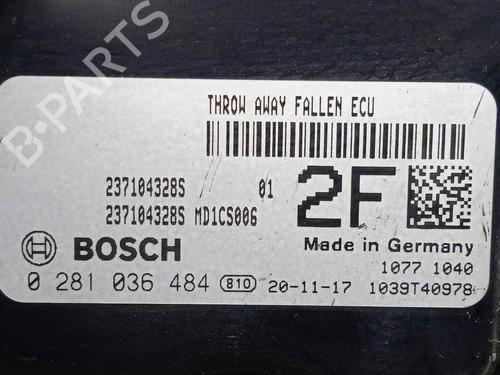 THROW AWAY FALLEN ECU
237104328S 01
237104328S MD1CS006
2F
BOSCH
Made in Germany
1077 1040
0 281 036 484 810 20-11-17 1039T40978
B-PARTS